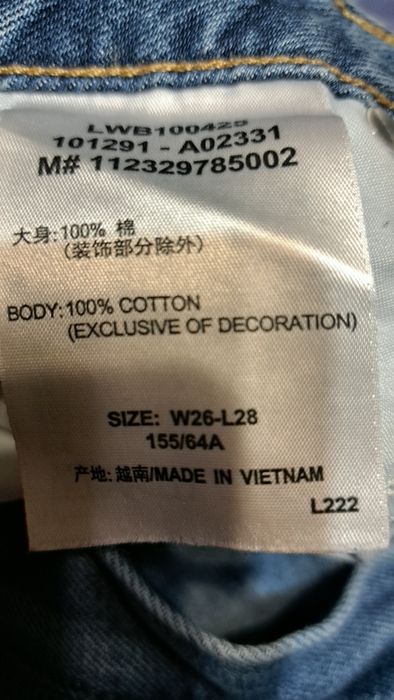 LWB100429
101291 - A02331
M# 112329785002
大身:100% 棉
(装饰部分除外)
BODY:100% COTTON
(EXCLUSIVE OF DECORATION)
SIZE: W26-L28
155/64A
产地:越南/MADE IN VIETNAM
L222